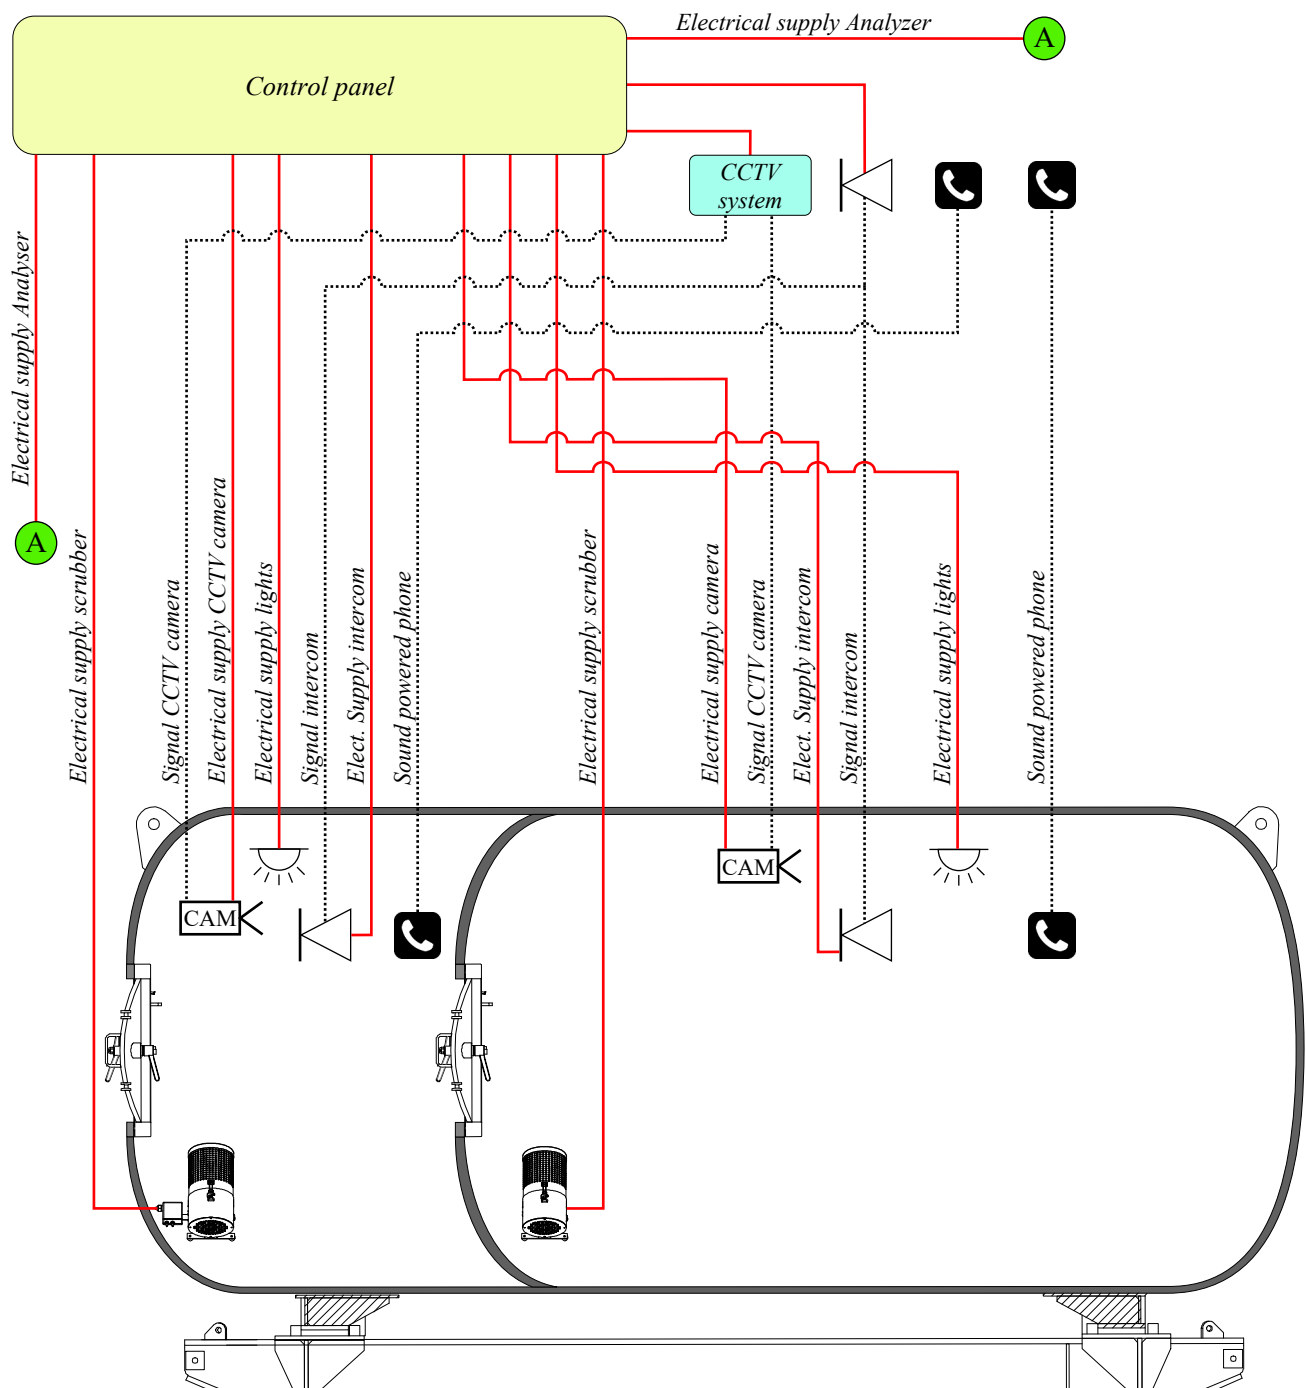 Electrical supply Analyzer
A
Control panel
CCTV
system
Electrical supply Analyser
A
Electrical supply scrubber
Signal CCTV camera
Electrical supply CCTV camera
Electrical supply lights
Signal intercom
Elect. Supply intercom
Sound powered phone
Electrical supply scrubber
Electrical supply camera
Signal CCTV camera
Elect. Supply intercom
Signal intercom
Electrical supply lights
Sound powered phone
CAM
CAM